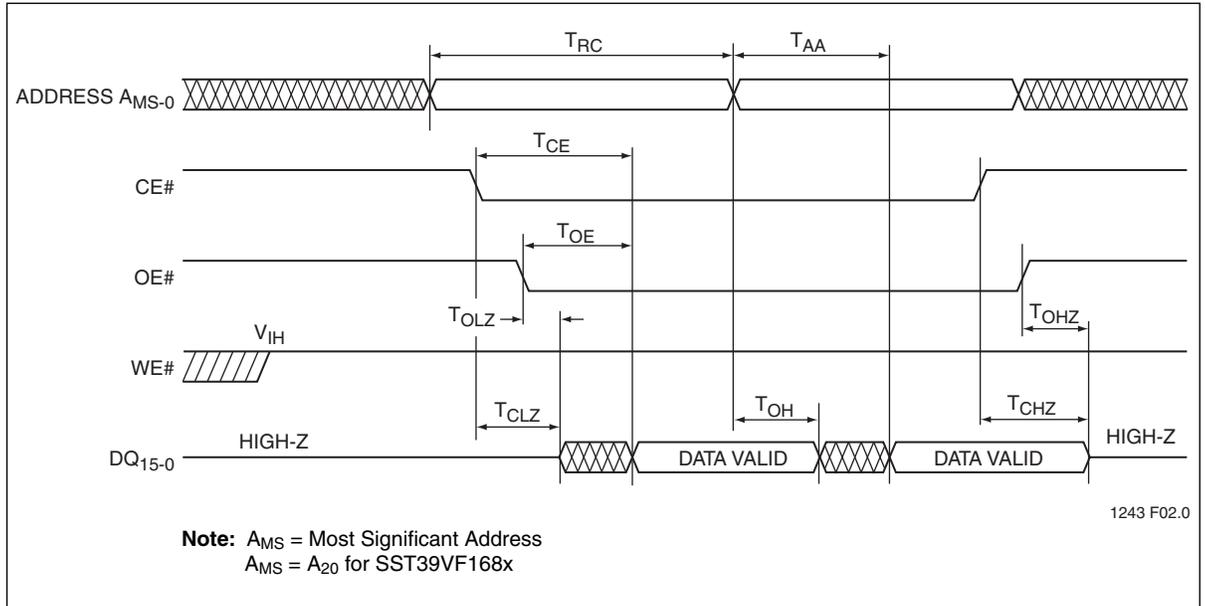 TRC
TAA
ADDRESS AMS-0
TCE
CE#
TOE
OE#
TOLZ
TOHZ
VIH
WE#
TCLZ
TOH
TCHZ
HIGH-Z
HIGH-Z
DQ15-0
DATA VALID
DATA VALID
1243 F02.0
Note: AMS = Most Significant Address
AMS = A20 for SST39VF168x